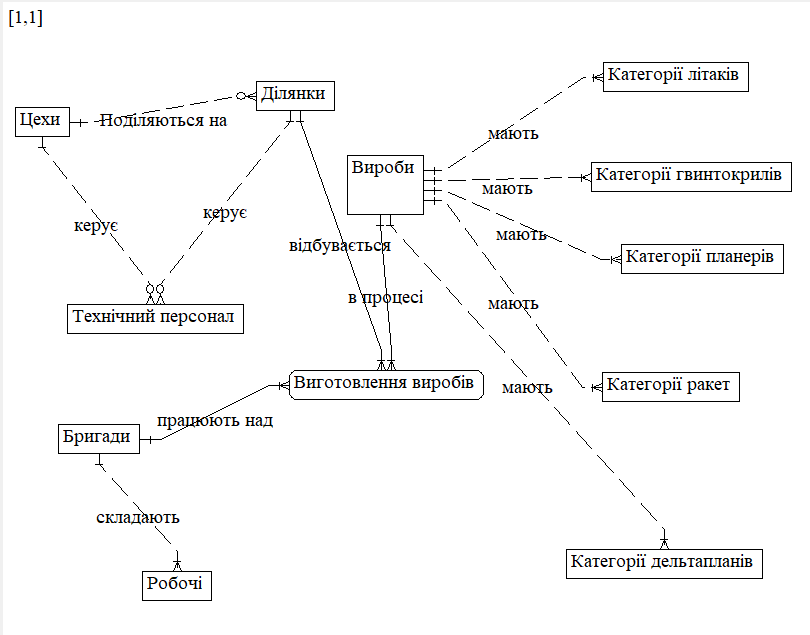 [1,1]
Категорії літаків
Ділянки
Цехи
Поділяються на
мають
Вироби
Категорії гвинтокрилів
мають
керує
керує
мають
відбувається
Категорії планерів
в процесі
мають
Технічний персонал
Виготовлення виробів
Категорії ракет
мають
працюють над
Бригади
складають
Категорії дельтапланів
Робочі